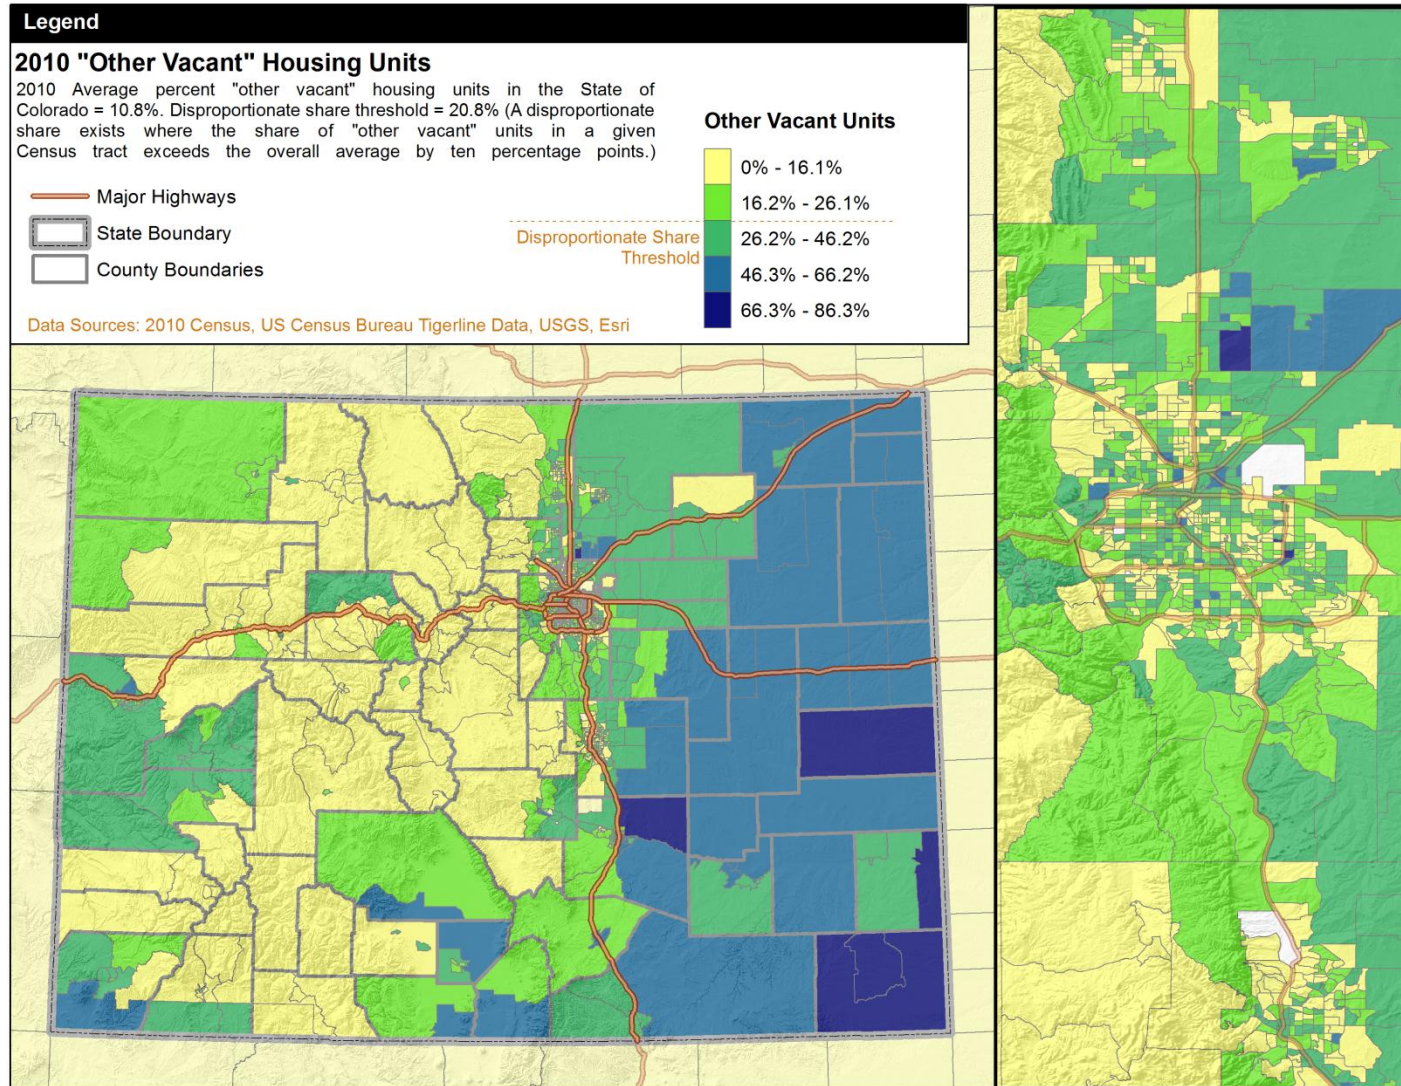 Legend
2010 "Other Vacant" Housing Units
2010 Average percent "other vacant" housing units in the State of
Colorado = 10.8%. Disproportionate share threshold = 20.8% (A disproportionate
share exists where the share of "other vacant" units in a given
Census tract exceeds the overall average by ten percentage points.)
Major Highways
State Boundary
County Boundaries
Data Sources: 2010 Census, US Census Bureau Tigerline Data, USGS, Esri
Other Vacant Units
0% - 16.1%
16.2% - 26.1%
Disproportionate Share
Threshold
26.2% - 46.2%
46.3% - 66.2%
66.3% - 86.3%